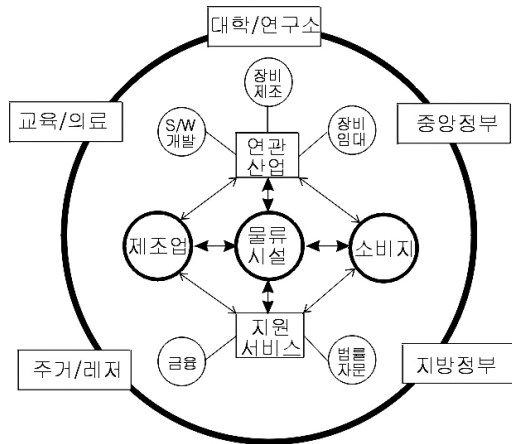 대학/연구소
장비
제조
교육/의료
S/W
개발
장비
임대
중앙정부
연관
산업
제조업
물류
시설
소비지
지원
서비스
금융
법률
자문
주거/레저
지방정부